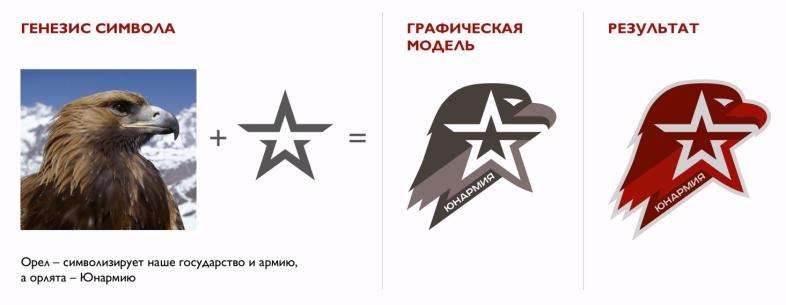 ГЕНЕЗИС СИМВОЛА
Орел – символизирует наше государство и армию,
а орлята – Юнармию
ГРАФИЧЕСКАЯ
МОДЕЛЬ
ЮНАРМИЯ
РЕЗУЛЬТАТ
ЮНАРМИЯ